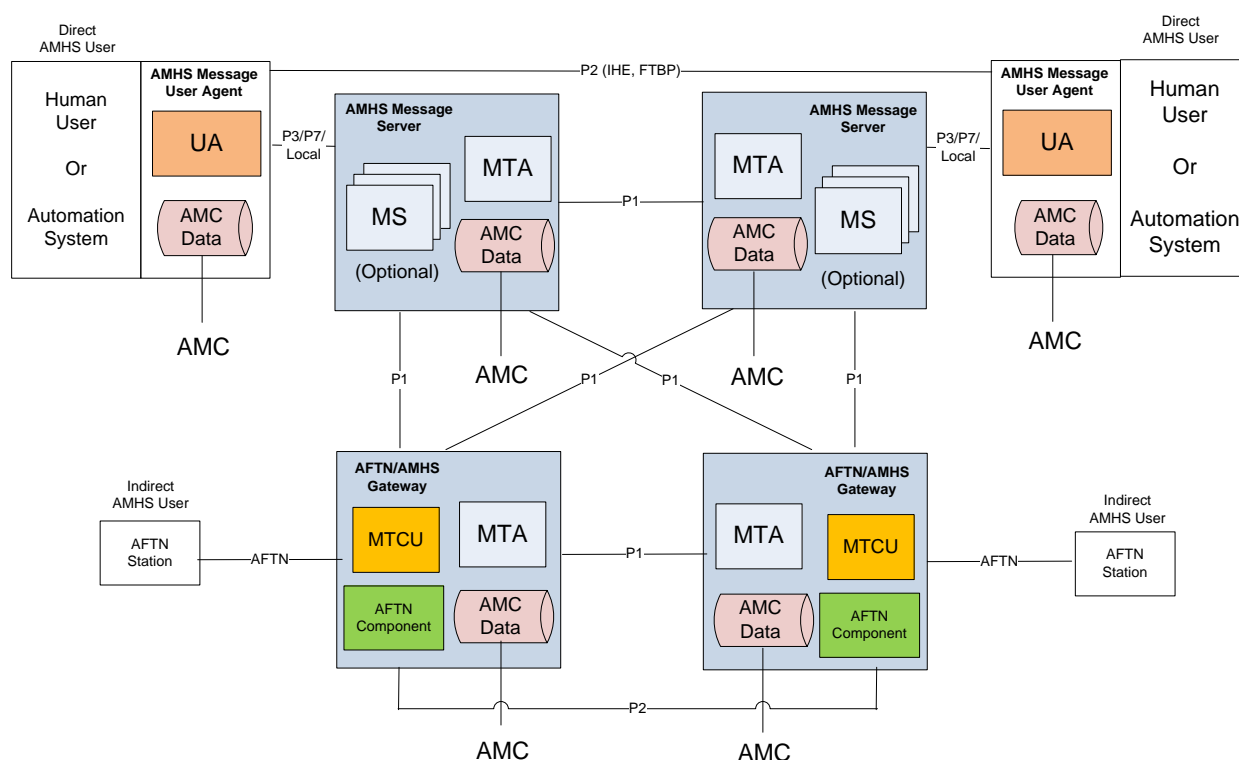 Direct
AMHS User
Human
User
Or
Automation
System
AMHS Message
User Agent
UA
AMC
Data
AMC
P2 (IHE, FTBP)
P3/P7/
Local
AMHS Message
Server
MTA
MS
(Optional)
AMC
Data
AMC
P1
AMHS Message
Server
MTA
MS
(Optional)
AMC
Data
AMC
P3/P7/
Local
Direct
AMHS User
AMHS Message
User Agent
UA
AMC
Data
AMC
Human
User
Or
Automation
System
P1
P1
P1
P1
Indirect
AMHS User
AFTN
Station
AFTN
AFTN/AMHS
Gateway
MTCU
MTA
AFTN
Component
AMC
Data
AMC
P1
P2
AFTN/AMHS
Gateway
MTA
MTCU
AMC
Data
AFTN
Component
AMC
AFTN
Indirect
AMHS User
AFTN
Station